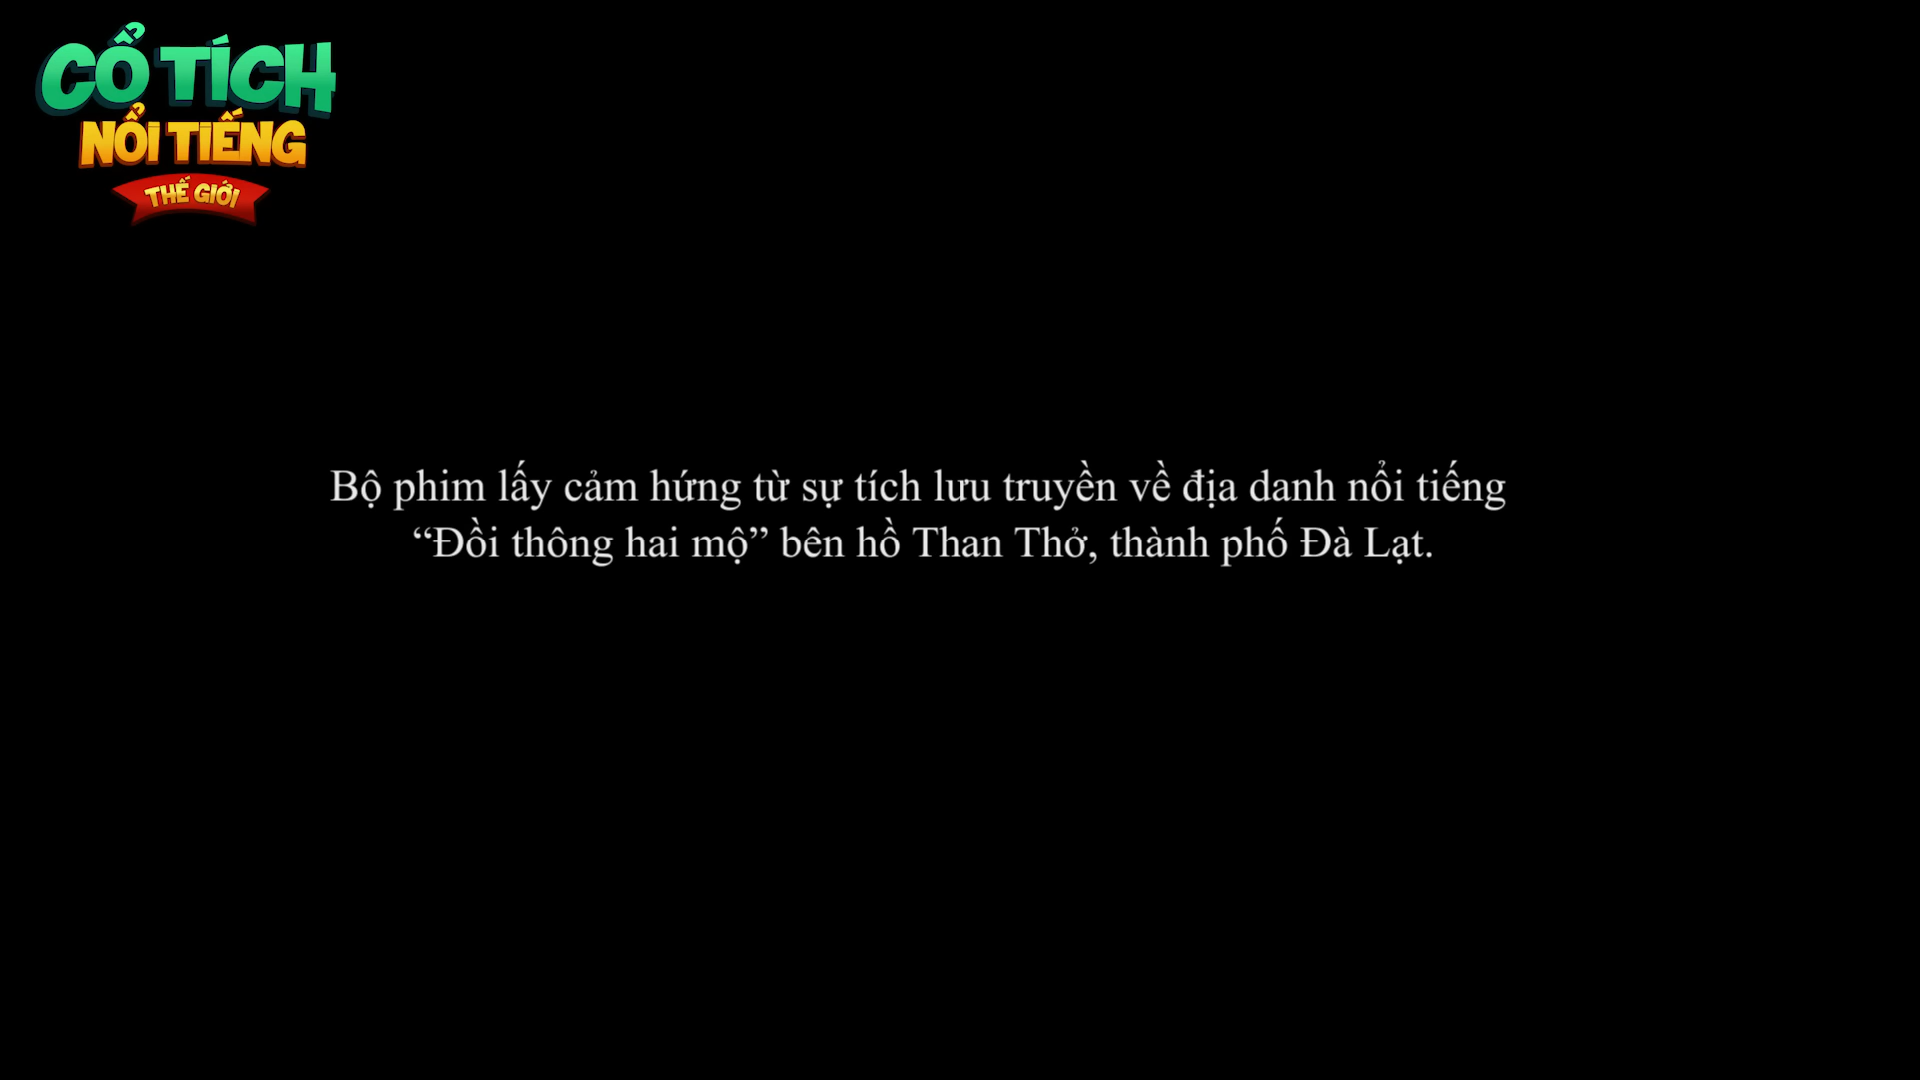 CỔ TÍCH
NỔI TIẾNG
THẾ GIỚI
Bộ phim lấy cảm hứng từ sự tích lưu truyền về địa danh nổi tiếng
“Đồi thông hai mộ” bên hồ Than Thở, thành phố Đà Lạt.